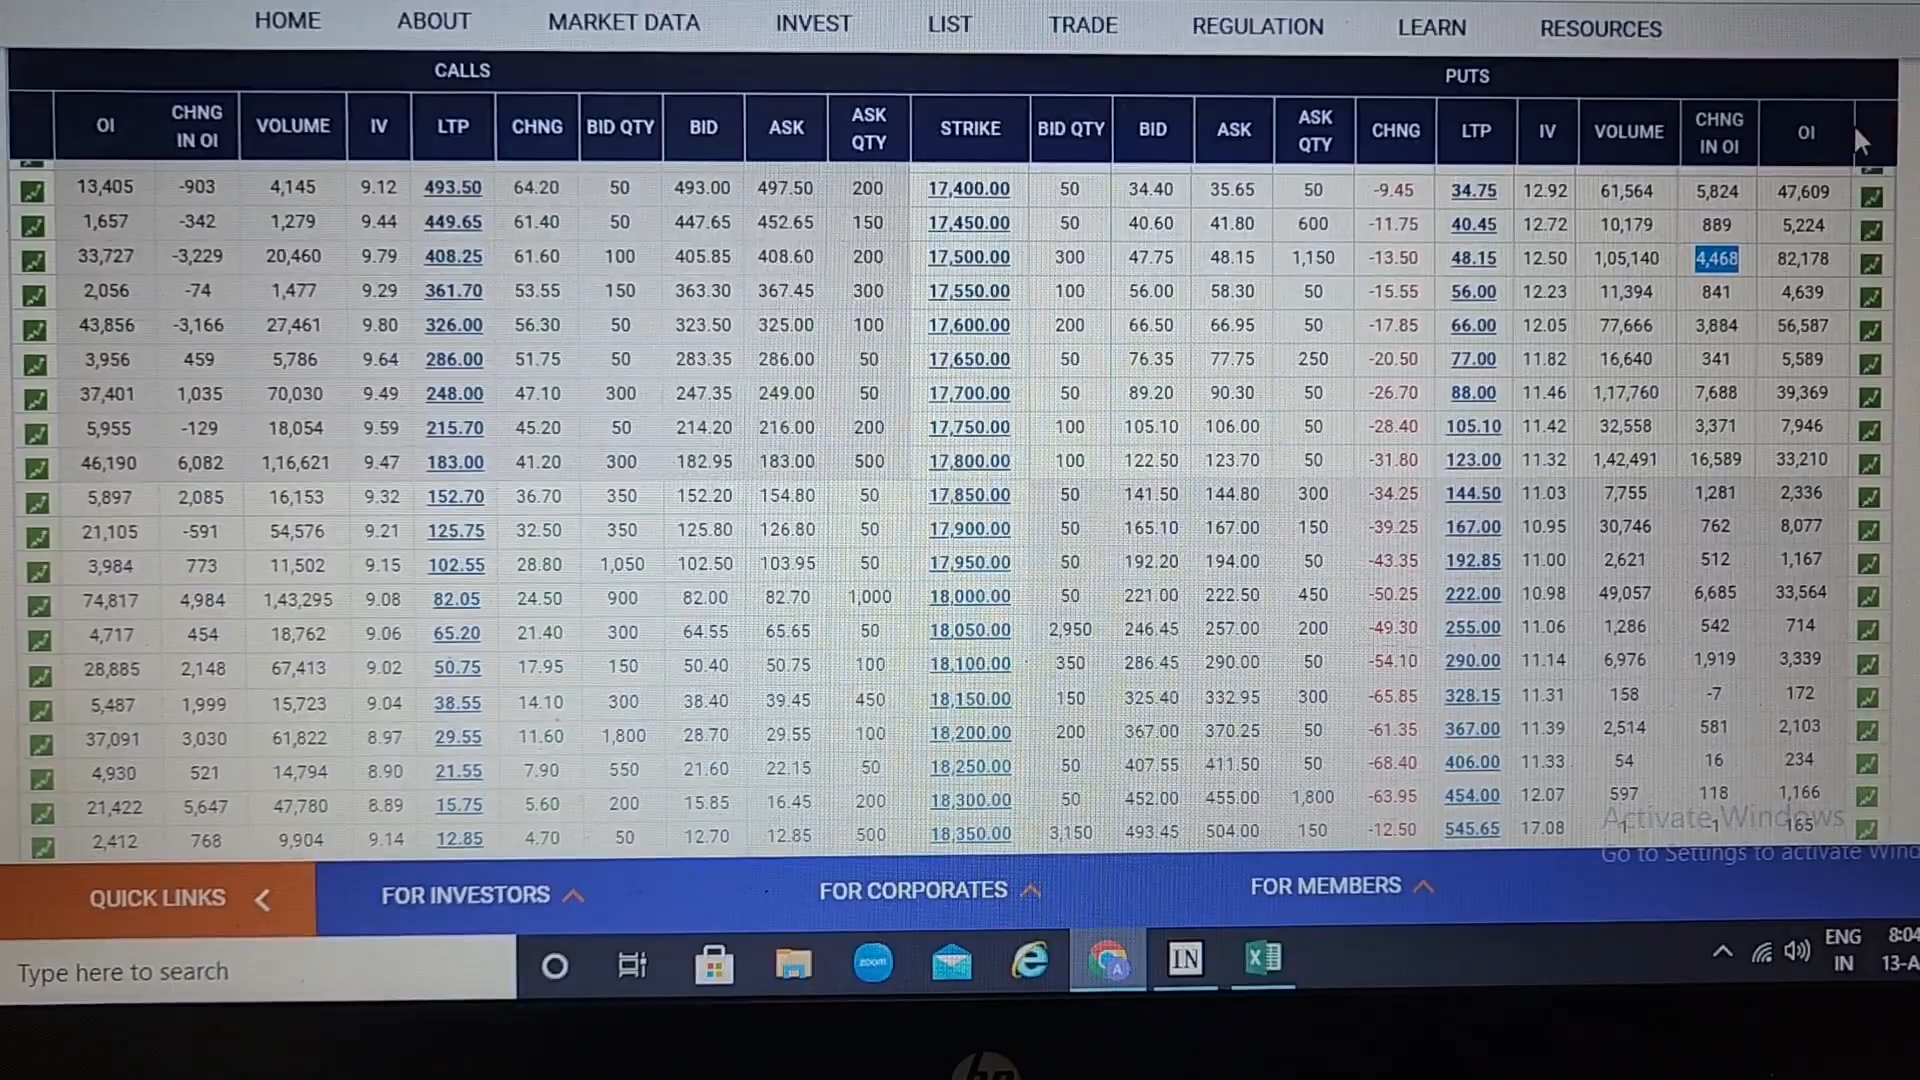 HOME ABOUT MARKET DATA INVEST LIST TRADE REGULATION LEARN RESOURCES
CALLS PUTS
OI CHNG IN OI VOLUME IV LTP CHNG BID QTY BID ASK ASK QTY STRIKE BID QTY BID ASK ASK QTY CHNG LTP IV VOLUME CHNG IN OI OI
13,405 -903 4,145 9.12 493.50 64.20 50 493.00 497.50 200 17,400.00 50 34.40 35.65 50 -9.45 34.75 12.92 61,564 5,824 47,609
1,657 -342 1,279 9.44 449.65 61.40 50 447.65 452.65 150 17,450.00 50 40.60 41.80 600 -11.75 40.45 12.72 10,179 889 5,224
33,727 -3,229 20,460 9.79 408.25 61.60 100 405.85 408.60 200 17,500.00 300 47.75 48.15 1,150 -13.50 48.15 12.50 1,05,140 4,468 82,178
2,056 -74 1,477 9.29 361.70 53.55 150 363.30 367.45 300 17,550.00 100 56.00 58.30 50 -15.55 56.00 12.23 11,394 841 4,639
43,856 -3,166 27,461 9.80 326.00 56.30 50 323.50 325.00 100 17,600.00 200 66.50 66.95 50 -17.85 66.00 12.05 77,666 3,884 56,587
3,956 459 5,786 9.64 286.00 51.75 50 283.35 286.00 50 17,650.00 50 76.35 77.75 250 -20.50 77.00 11.82 16,640 341 5,589
37,401 1,035 70,030 9.49 248.00 47.10 300 247.35 249.00 50 17,700.00 50 89.20 90.30 50 -26.70 88.00 11.46 1,17,760 7,688 39,369
5,955 -129 18,054 9.59 215.70 45.20 50 214.20 216.00 200 17,750.00 100 105.10 106.00 50 -28.40 105.10 11.42 32,558 3,371 7,946
46,190 6,082 1,16,621 9.47 183.00 41.20 300 182.95 183.00 500 17,800.00 100 122.50 123.70 50 -31.80 123.00 11.32 1,42,491 16,589 33,210
5,897 2,085 16,153 9.32 152.70 36.70 350 152.20 154.80 50 17,850.00 50 141.50 144.80 300 -34.25 144.50 11.03 7,755 1,281 2,336
21,105 -591 54,576 9.21 125.75 32.50 350 125.80 126.80 50 17,900.00 50 165.10 167.00 150 -39.25 167.00 10.95 30,746 762 8,077
3,984 773 11,502 9.15 102.55 28.80 1,050 102.50 103.95 50 17,950.00 50 192.20 194.00 50 -43.35 192.85 11.00 2,621 512 1,167
74,817 4,984 1,43,295 9.08 82.05 24.50 900 82.00 82.70 1,000 18,000.00 50 221.00 222.50 450 -50.25 222.00 10.98 49,057 6,685 33,564
4,717 454 18,762 9.06 65.20 21.40 300 64.55 65.65 50 18,050.00 2,950 246.45 257.00 200 -49.30 255.00 11.06 1,286 542 714
28,885 2,148 67,413 9.02 50.75 17.95 150 50.40 50.75 100 18,100.00 350 286.45 290.00 50 -54.10 290.00 11.14 6,976 1,919 3,339
5,487 1,999 15,723 9.04 38.55 14.10 300 38.40 39.45 450 18,150.00 150 325.40 332.95 300 -65.85 328.15 11.31 158 -7 172
37,091 3,030 61,822 8.97 29.55 11.60 1,800 28.70 29.55 100 18,200.00 200 367.00 370.25 50 -61.35 367.00 11.39 2,514 581 2,103
4,930 521 14,794 8.90 21.55 7.90 550 21.60 22.15 50 18,250.00 50 407.55 411.50 50 -68.40 406.00 11.33 54 16 234
21,422 5,647 47,780 8.89 15.75 5.60 200 15.85 16.45 200 18,300.00 50 452.00 455.00 1,800 -63.95 454.00 12.07 597 118 1,166
2,412 768 9,904 9.14 12.85 4.70 50 12.70 12.85 500 18,350.00 3,150 493.45 504.00 150 -12.50 545.65 17.08 1 -1 165
Activate Windows
Go to Settings to activate Wind
QUICK LINKS FOR INVESTORS FOR CORPORATES FOR MEMBERS
Type here to search zoom A IN ENG 8:04
IN 13-A
hp